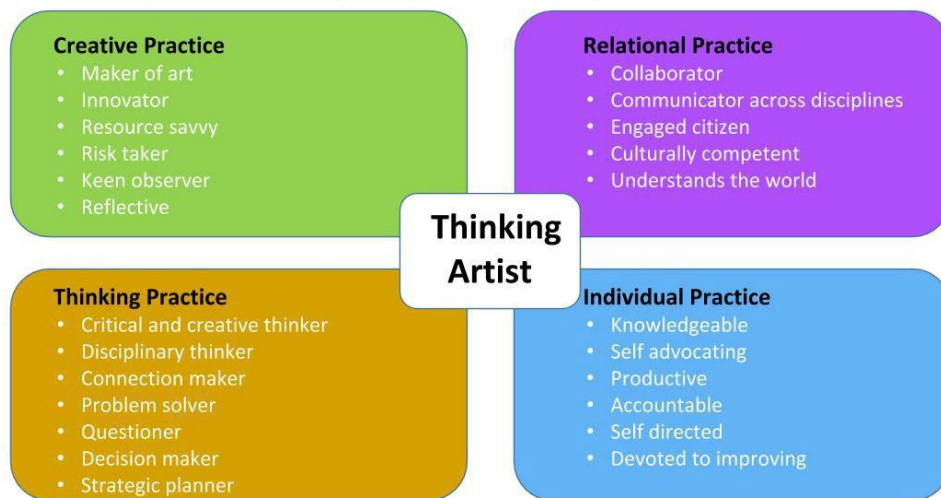 Creative Practice
• Maker of art
• Innovator
• Resource savvy
• Risk taker
• Keen observer
• Reflective
Relational Practice
• Collaborator
• Communicator across disciplines
• Engaged citizen
• Culturally competent
• Understands the world
Thinking
Artist
Thinking Practice
• Critical and creative thinker
• Disciplinary thinker
• Connection maker
• Problem solver
• Questioner
• Decision maker
• Strategic planner
Individual Practice
• Knowledgeable
• Self advocating
• Productive
• Accountable
• Self directed
• Devoted to improving